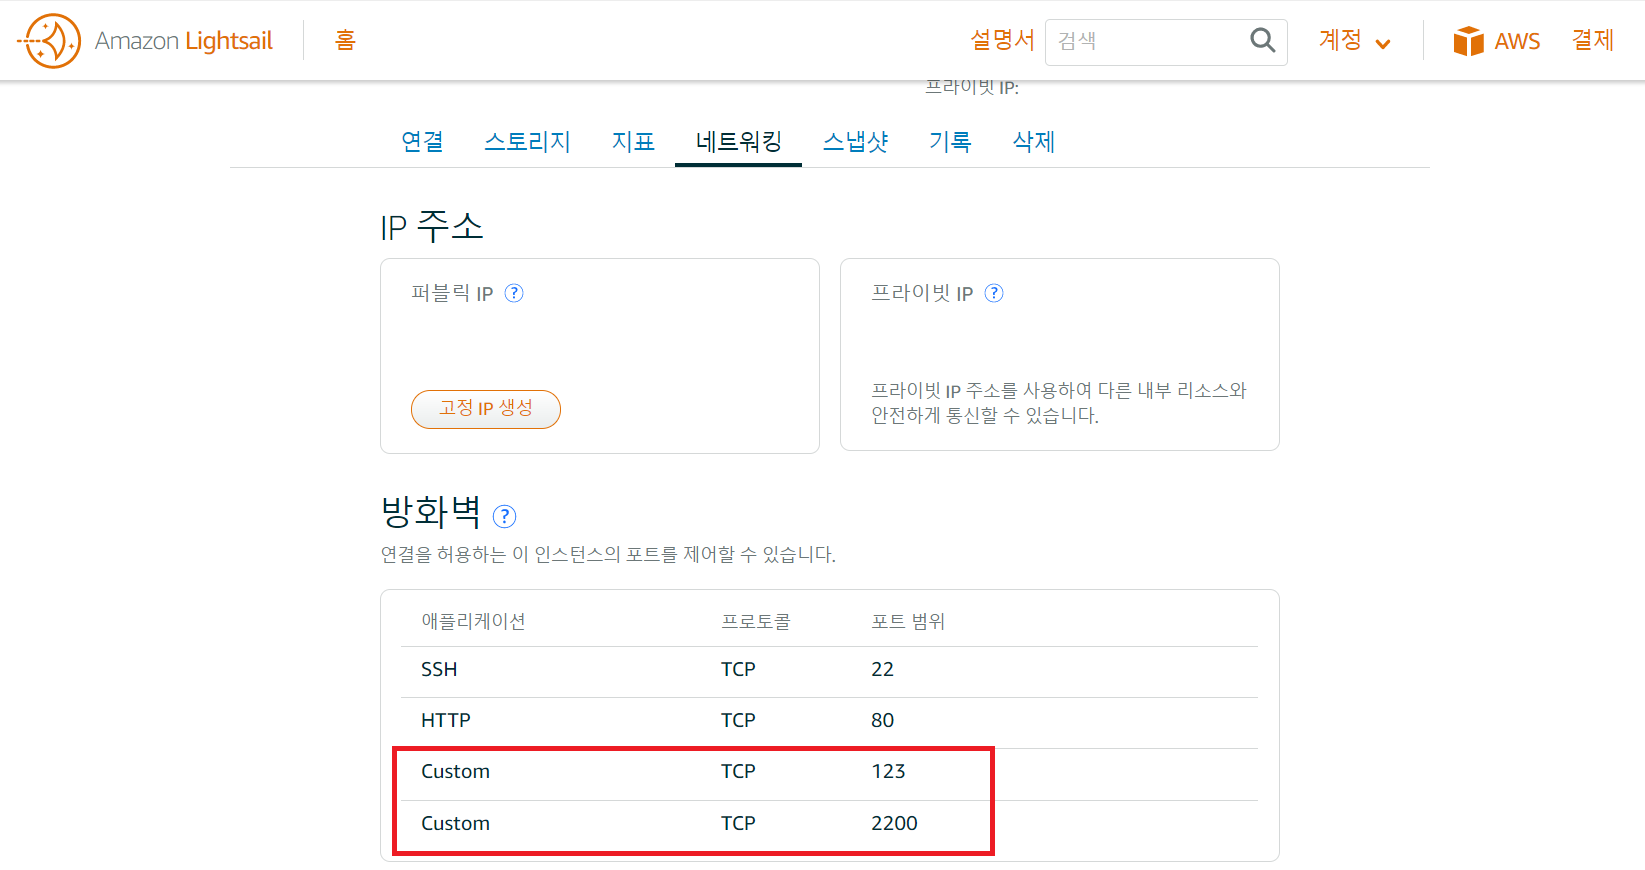 Amazon Lightsail 홈 설명서 검색 계정 AWS 결제
프라이빗 IP:
연결 스토리지 지표 네트워킹 스냅샷 기록 삭제
IP 주소
퍼블릭 IP ?
고정 IP 생성
프라이빗 IP ?
프라이빗 IP 주소를 사용하여 다른 내부 리소스와
안전하게 통신할 수 있습니다.
방화벽 ?
연결을 허용하는 이 인스턴스의 포트를 제어할 수 있습니다.
애플리케이션 프로토콜 포트 범위
SSH TCP 22
HTTP TCP 80
Custom TCP 123
Custom TCP 2200